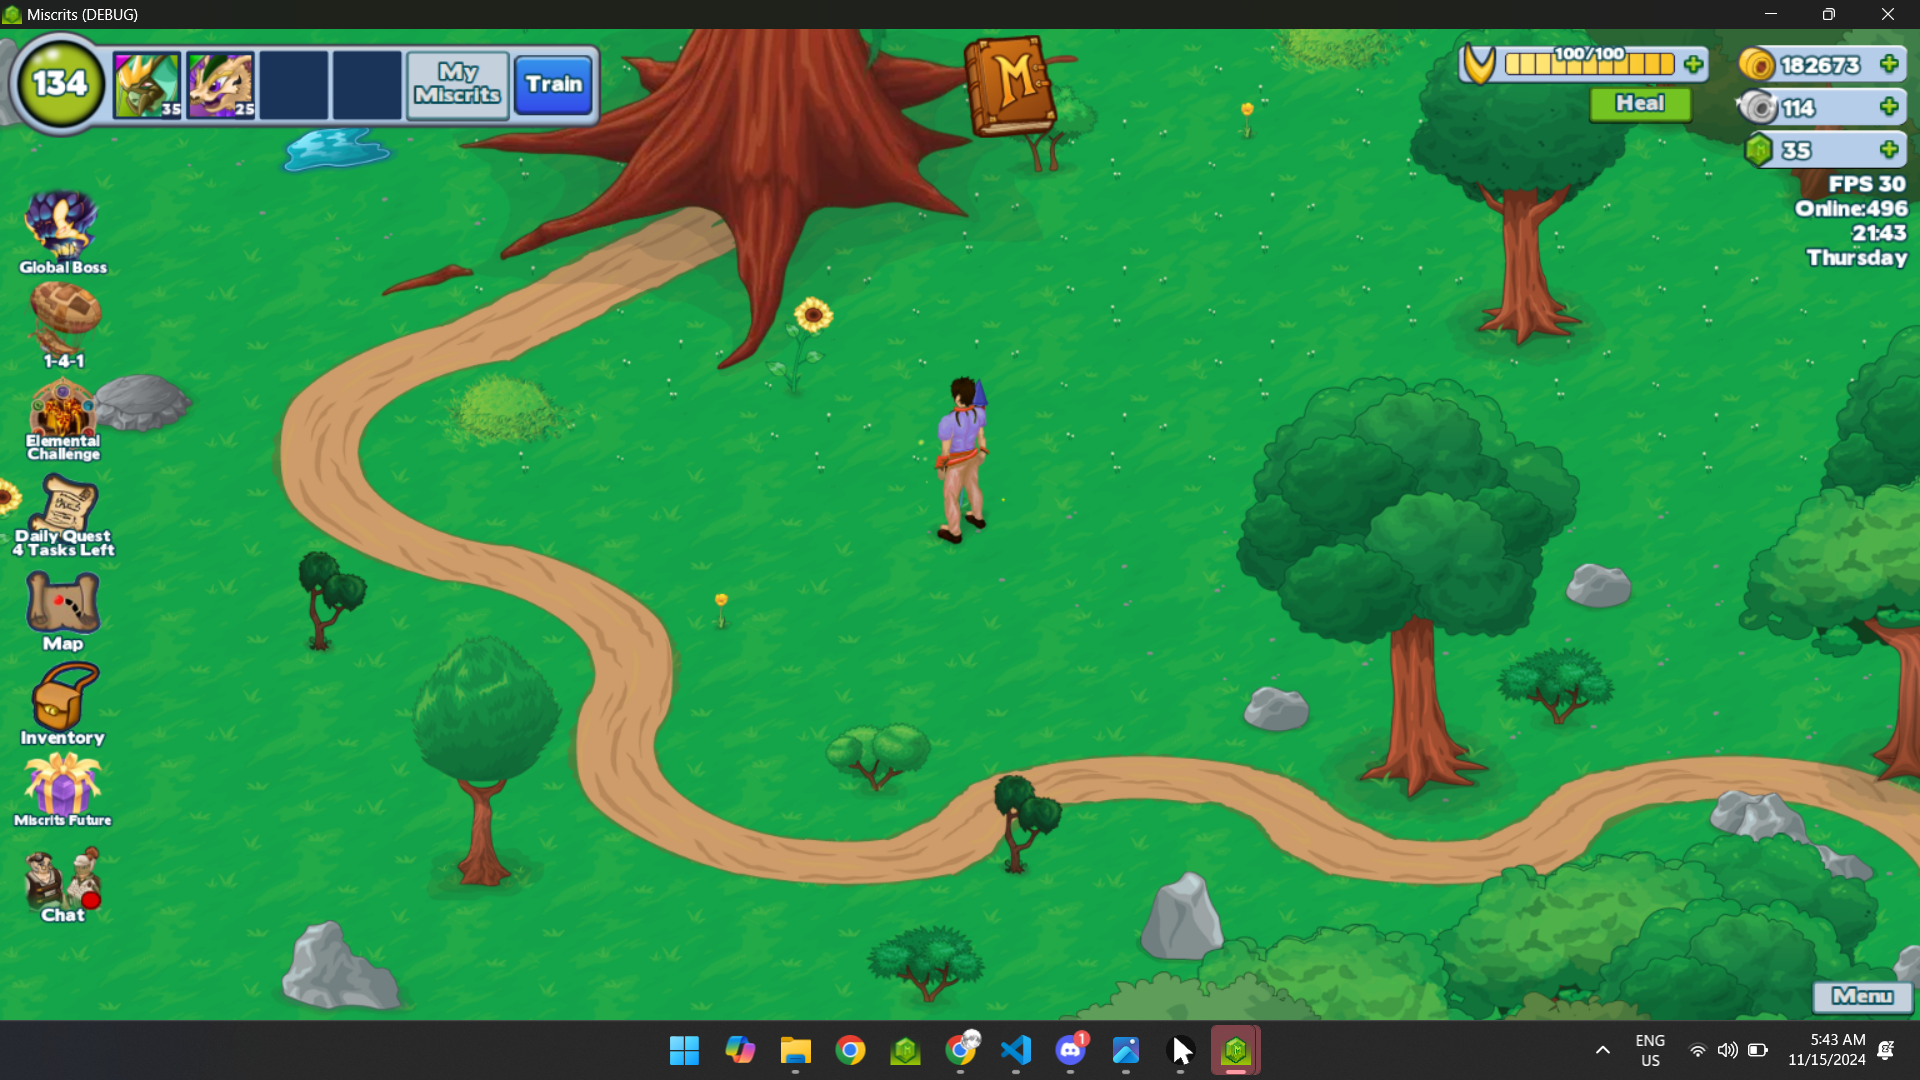 Miscrits (DEBUG)
134
35
25
My Miscrits
Train
M
100/100
Heal
182673
114
35
FPS 30
Online:496
21:43
Thursday
Global Boss
1-4-1
Elemental
Challenge
Daily Quest
4 Tasks Left
Map
Inventory
Miscrits Future
Chat
Menu
1
ENG
US
5:43 AM
11/15/2024